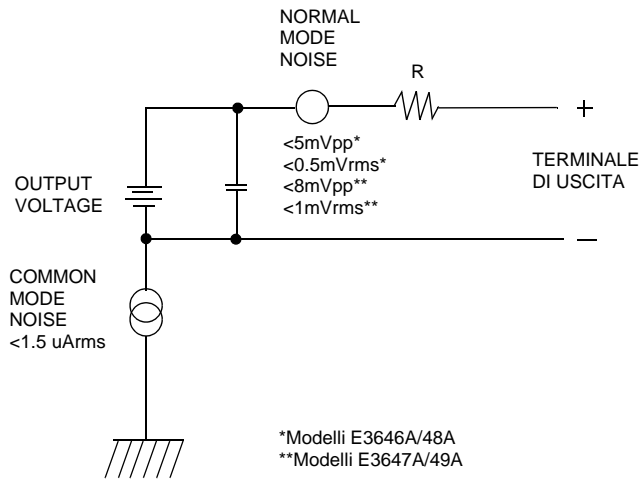 NORMAL
MODE
NOISE
R
+
<5mVpp*
<0.5mVrms*
<8mVpp**
<1mVrms**
TERMINALE
DI USCITA
OUTPUT
VOLTAGE
—
COMMON
MODE
NOISE
<1.5 uArms
*Modelli E3646A/48A
**Modelli E3647A/49A